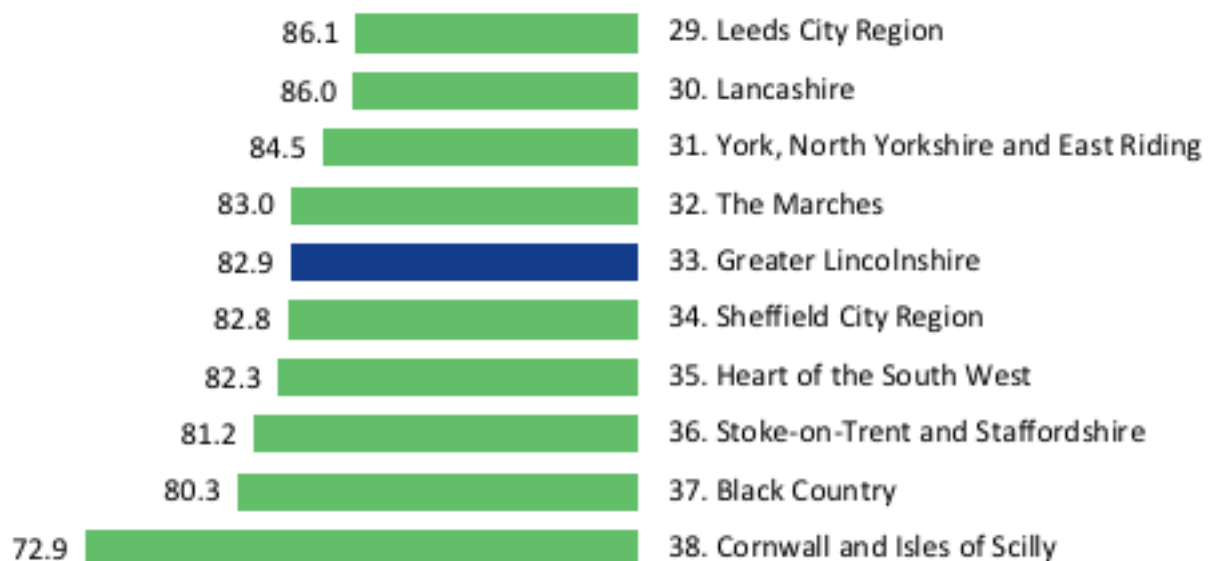 86.1 29. Leeds City Region
86.0 30. Lancashire
84.5 31. York, North Yorkshire and East Riding
83.0 32. The Marches
82.9 33. Greater Lincolnshire
82.8 34. Sheffield City Region
82.3 35. Heart of the South West
81.2 36. Stoke-on-Trent and Staffordshire
80.3 37. Black Country
72.9 38. Cornwall and Isles of Scilly